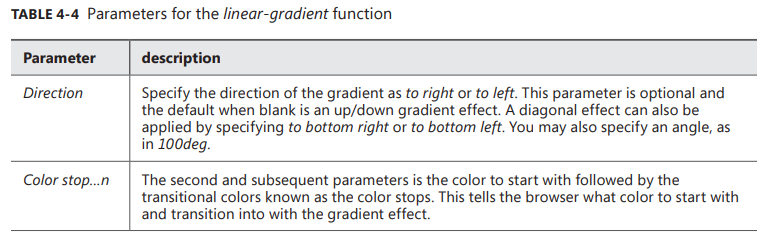 TABLE 4-4 Parameters for the linear-gradient function
Parameter description
Direction Specify the direction of the gradient as to right or to left. This parameter is optional and
the default when blank is an up/down gradient effect. A diagonal effect can also be
applied by specifying to bottom right or to bottom left. You may also specify an angle, as
in 100deg.
Color stop...n The second and subsequent parameters is the color to start with followed by the
transitional colors known as the color stops. This tells the browser what color to start with
and transition into with the gradient effect.